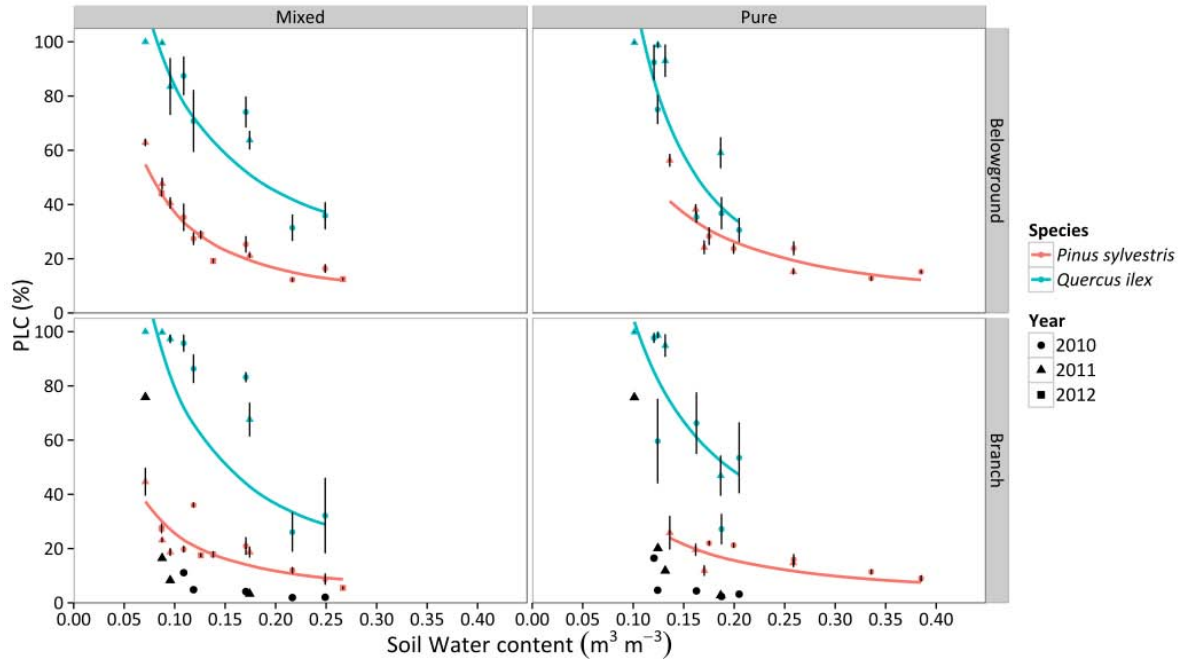 Mixed
Pure
100
80
60
40
20
0
Belowground
100
80
60
40
20
0
Branch
PLC (%)
0.00 0.05 0.10 0.15 0.20 0.25 0.30 0.35 0.40
0.00 0.05 0.10 0.15 0.20 0.25 0.30 0.35 0.40
Soil Water content (m³ m⁻³)
Species
Pinus sylvestris
Quercus ilex
Year
2010
2011
2012